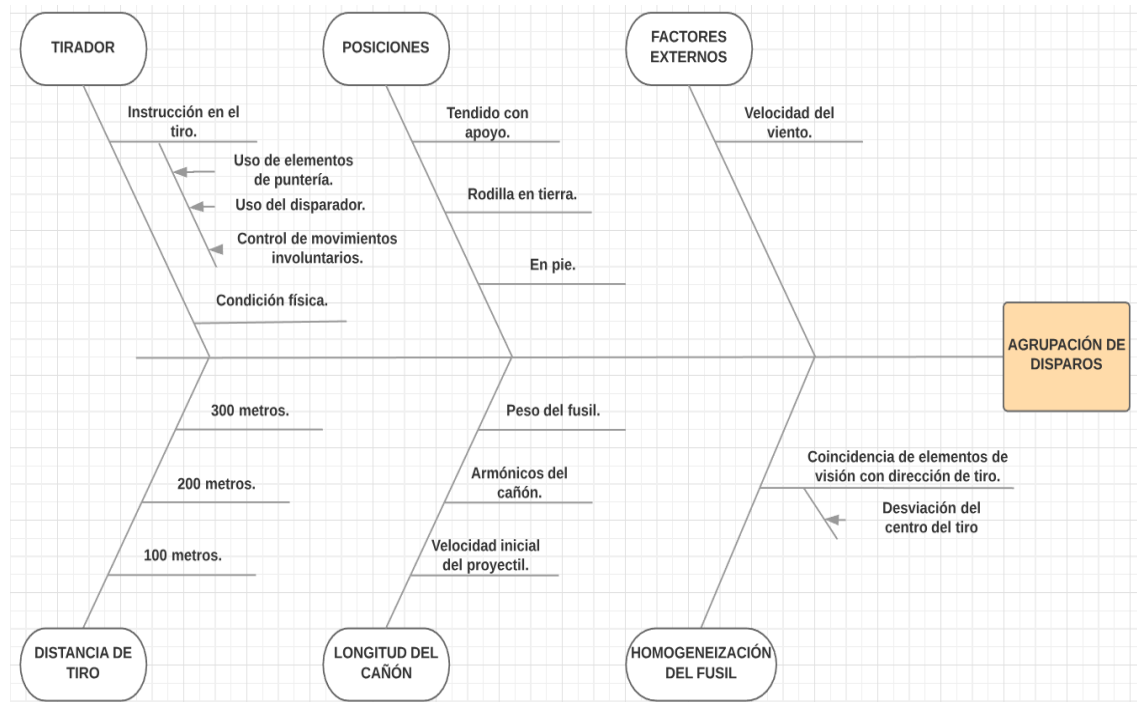 TIRADOR
POSICIONES
FACTORES
EXTERNOS
Instrucción en el
tiro.
Uso de elementos
de puntería.
Uso del disparador.
Control de movimientos
involuntarios.
Condición física.
Tendido con
apoyo.
Rodilla en tierra.
En pie.
Velocidad del
viento.
AGRUPACIÓN DE
DISPAROS
300 metros.
200 metros.
100 metros.
Peso del fusil.
Armónicos del
cañón.
Velocidad inicial
del proyectil.
Coincidencia de elementos de
visión con dirección de tiro.
Desviación del
centro del tiro
DISTANCIA DE
TIRO
LONGITUD DEL
CAÑÓN
HOMOGENEIZACIÓN
DEL FUSIL